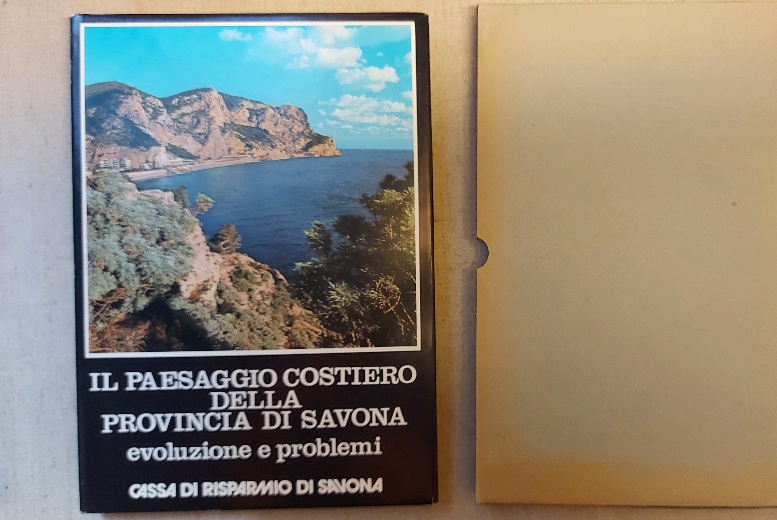 IL PAESAGGIO COSTIERO
DELLA
PROVINCIA DI SAVONA
evoluzione e problemi
CASSA DI RISPARMIO DI SAVONA